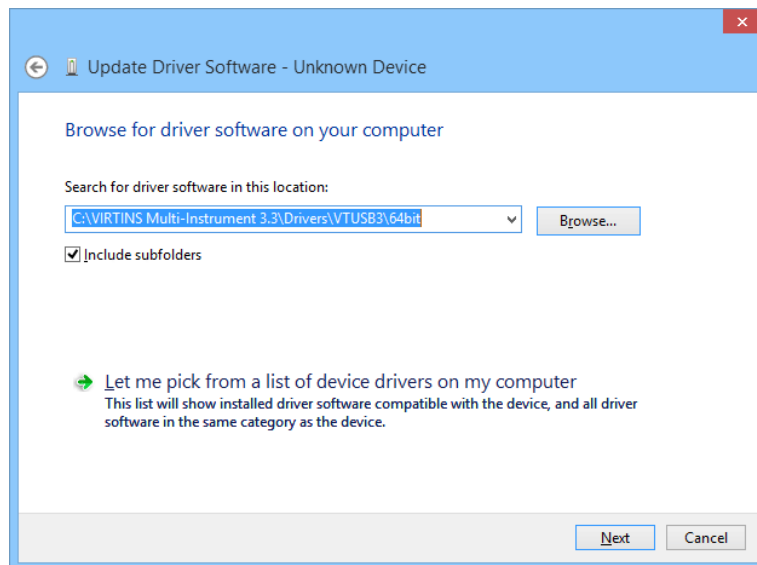 Update Driver Software - Unknown Device
Browse for driver software on your computer
Search for driver software in this location:
C:\VIRTINS Multi-Instrument 3.3\Drivers\VTUSB3\64bit
Browse...
Include subfolders
Let me pick from a list of device drivers on my computer
This list will show installed driver software compatible with the device, and all driver
software in the same category as the device.
Next
Cancel